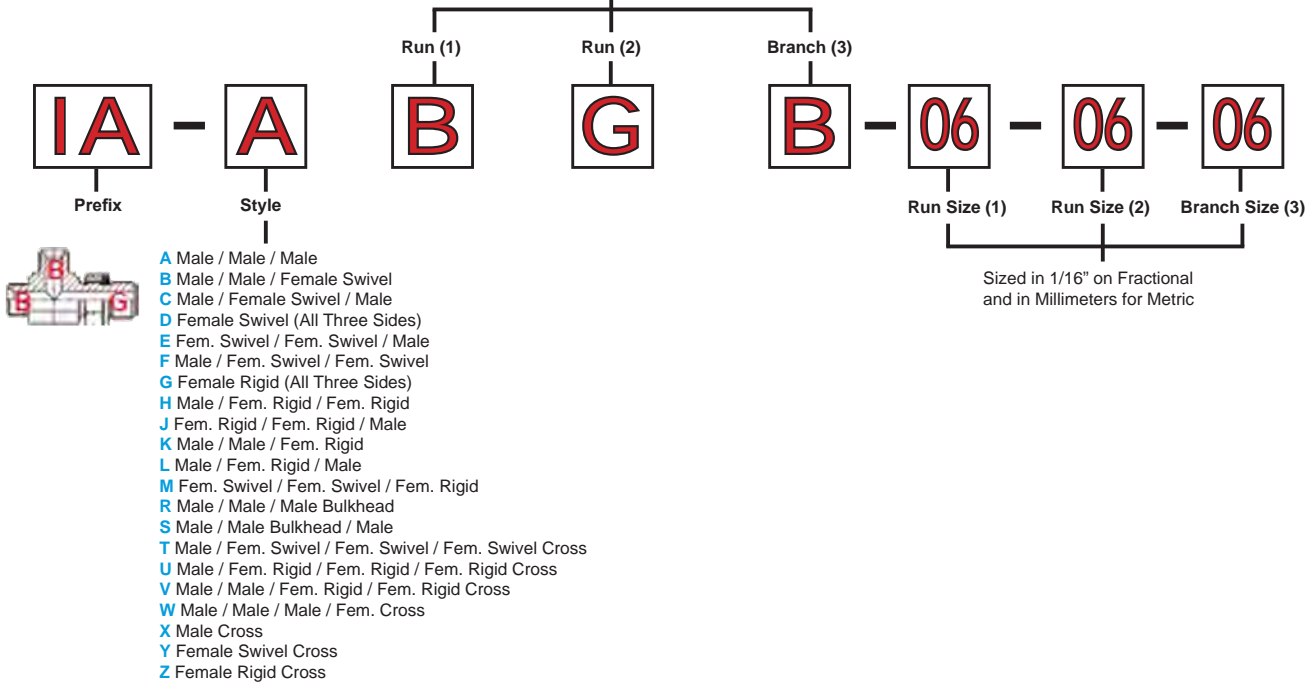 Run (1) Run (2) Branch (3)
IA - A B G B - 06 - 06 - 06
Prefix Style Run Size (1) Run Size (2) Branch Size (3)
B
B G
Sized in 1/16” on Fractional
and in Millimeters for Metric
A Male / Male / Male
B Male / Male / Female Swivel
C Male / Female Swivel / Male
D Female Swivel (All Three Sides)
E Fem. Swivel / Fem. Swivel / Male
F Male / Fem. Swivel / Fem. Swivel
G Female Rigid (All Three Sides)
H Male / Fem. Rigid / Fem. Rigid
J Fem. Rigid / Fem. Rigid / Male
K Male / Male / Fem. Rigid
L Male / Fem. Rigid / Male
M Fem. Swivel / Fem. Swivel / Fem. Rigid
R Male / Male / Male Bulkhead
S Male / Male Bulkhead / Male
T Male / Fem. Swivel / Fem. Swivel / Fem. Swivel Cross
U Male / Fem. Rigid / Fem. Rigid / Fem. Rigid Cross
V Male / Male / Fem. Rigid / Fem. Rigid Cross
W Male / Male / Male / Fem. Cross
X Male Cross
Y Female Swivel Cross
Z Female Rigid Cross